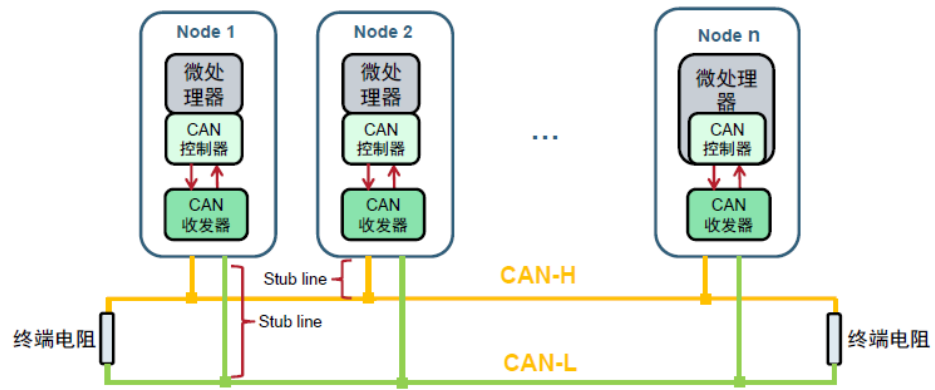 Node 1
微处
理器
CAN
控制器
CAN
收发器
Node 2
微处
理器
CAN
控制器
CAN
收发器
...
Node n
微处理
器
CAN
控制器
CAN
收发器
Stub line
CAN-H
Stub line
终端电阻
终端电阻
CAN-L